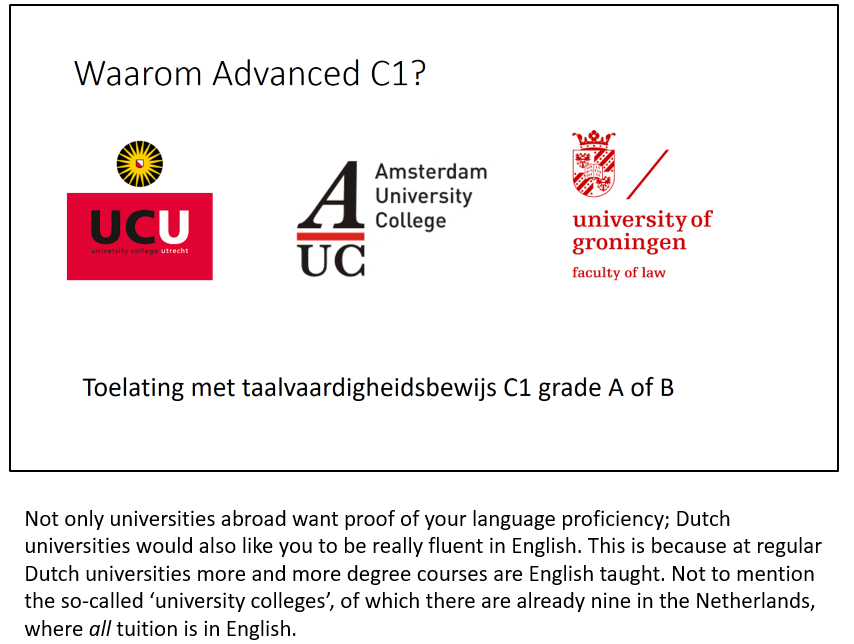 Waarom Advanced C1?
UCU
university college utrecht
A
UC
Amsterdam
University
College
university of
groningen
faculty of law
Toelating met taalvaardigheidsbewijs C1 grade A of B
Not only universities abroad want proof of your language proficiency; Dutch
universities would also like you to be really fluent in English. This is because at regular
Dutch universities more and more degree courses are English taught. Not to mention
the so-called ‘university colleges’, of which there are already nine in the Netherlands,
where all tuition is in English.